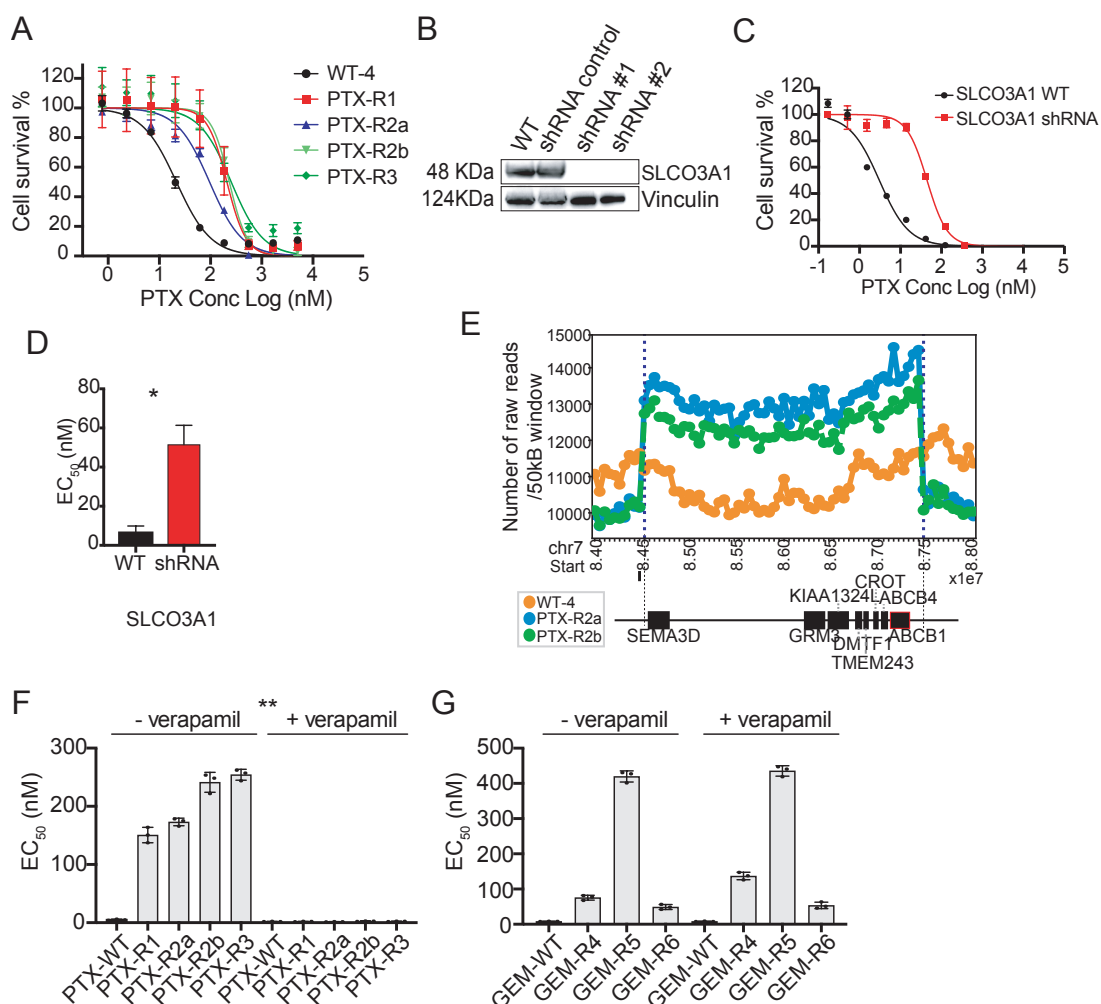 A
Cell survival %
120
100
80
60
40
20
0
0 1 2 3 4 5
PTX Conc Log (nM)
WT-4
PTX-R1
PTX-R2a
PTX-R2b
PTX-R3
B
WT
shRNA control
shRNA #1
shRNA #2
48 KDa
SLCO3A1
124KDa
Vinculin
C
Cell survival %
120
100
80
60
40
20
0
-1 0 1 2 3 4 5
PTX Conc Log (nM)
SLCO3A1 WT
SLCO3A1 shRNA
D
EC50 (nM)
80
60
40
20
0
*
WT shRNA
SLCO3A1
E
Number of raw reads
/50kB window
15000
14000
13000
12000
11000
10000
chr7
Start
8.40 8.45 8.50 8.55 8.60 8.65 8.70 8.75 8.80
x1e7
WT-4
PTX-R2a
PTX-R2b
CROT
KIAA1324L
ABCB4
SEMA3D
GRM3
ABCB1
DMTF1
TMEM243
F
- verapamil ** + verapamil
EC50 (nM)
300
200
100
0
PTX-WT
PTX-R1
PTX-R2a
PTX-R2b
PTX-R3
PTX-WT
PTX-R1
PTX-R2a
PTX-R2b
PTX-R3
G
- verapamil + verapamil
EC50 (nM)
500
400
300
200
100
0
GEM-WT
GEM-R4
GEM-R5
GEM-R6
GEM-WT
GEM-R4
GEM-R5
GEM-R6